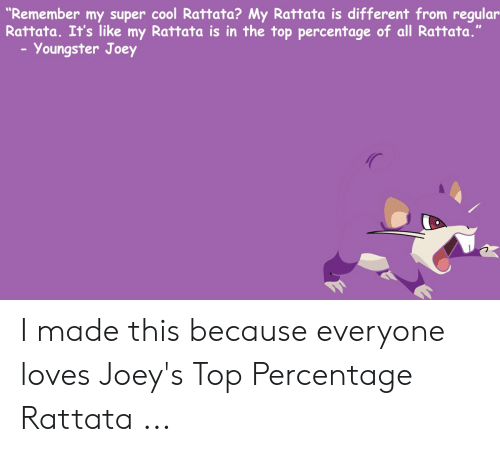 "Remember my super cool Rattata? My Rattata is different from regular
Rattata. It's like my Rattata is in the top percentage of all Rattata."
- Youngster Joey
I made this because everyone
loves Joey's Top Percentage
Rattata ...